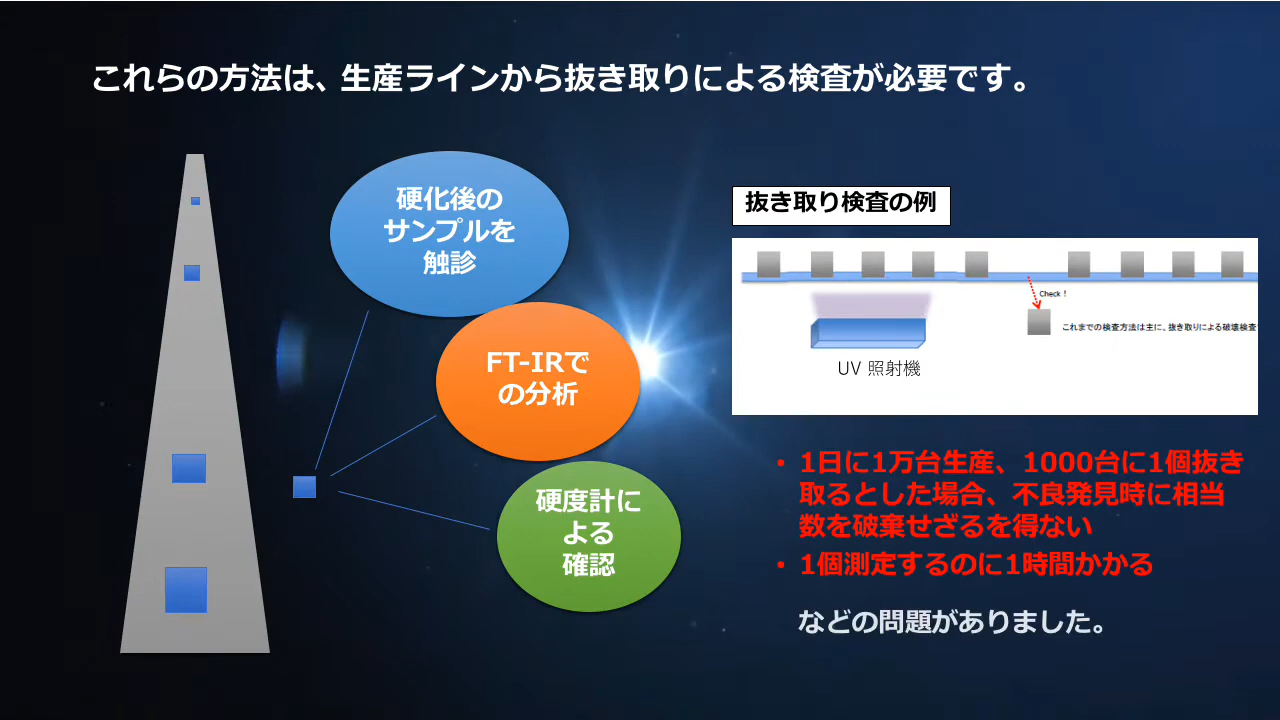 これらの方法は、生産ラインから抜き取りによる検査が必要です。
硬化後の
サンプルを
触診
FT-IRで
の分析
硬度計に
よる
確認
抜き取り検査の例
Check！
これまでの検査方法は主に、抜き取りによる破壊検査
UV 照射機
• 1日に1万台生産、1000台に1個抜き
取るとした場合、不良発見時に相当
数を破棄せざるを得ない
• 1個測定するのに1時間かかる
などの問題がありました。